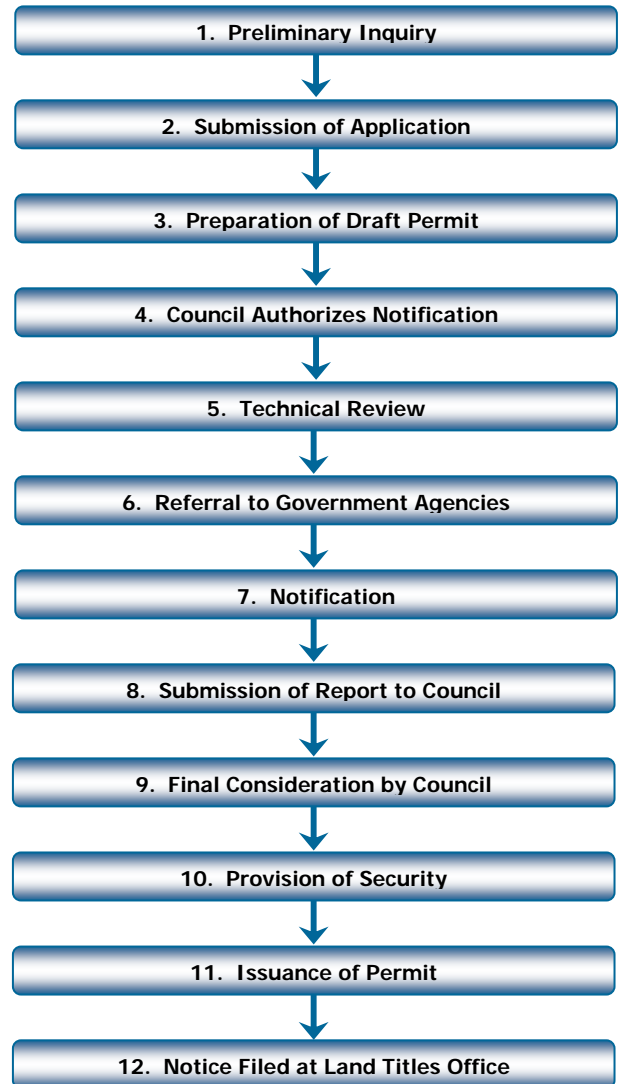 1. Preliminary Inquiry
2. Submission of Application
3. Preparation of Draft Permit
4. Council Authorizes Notification
5. Technical Review
6. Referral to Government Agencies
7. Notification
8. Submission of Report to Council
9. Final Consideration by Council
10. Provision of Security
11. Issuance of Permit
12. Notice Filed at Land Titles Office